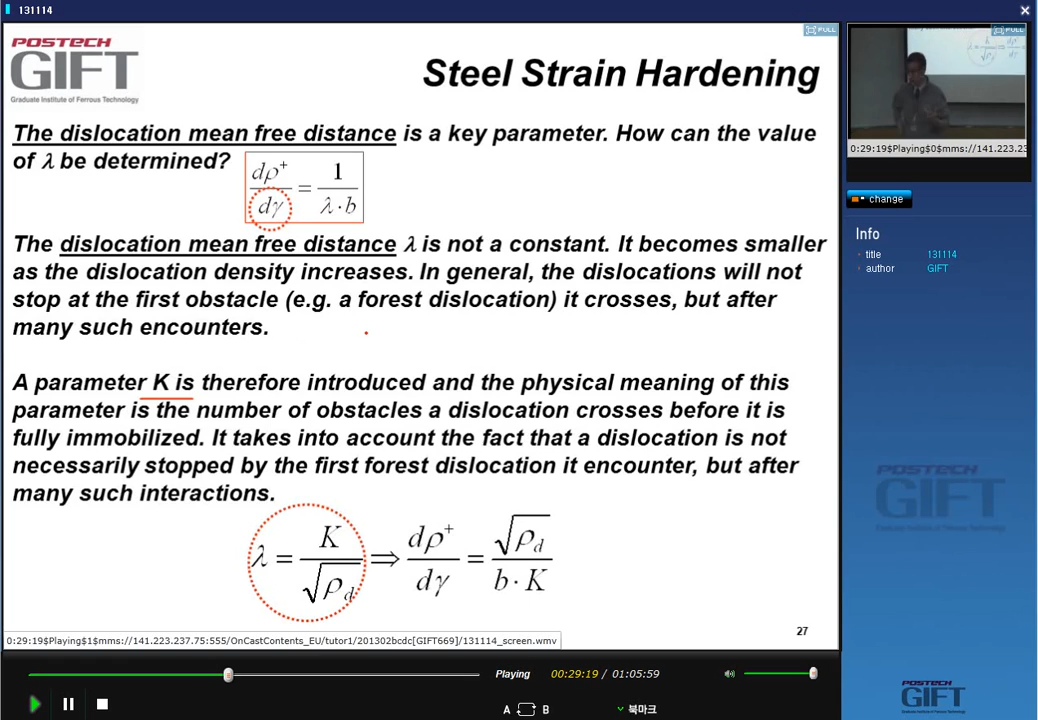 131114
POSTECH
GIFT
Graduate Institute of Ferrous Technology
FULL
Steel Strain Hardening
The dislocation mean free distance is a key parameter. How can the value
of λ be determined?
dρ⁺/dγ = 1/(λ·b)
The dislocation mean free distance λ is not a constant. It becomes smaller
as the dislocation density increases. In general, the dislocations will not
stop at the first obstacle (e.g. a forest dislocation) it crosses, but after
many such encounters.
A parameter K is therefore introduced and the physical meaning of this
parameter is the number of obstacles a dislocation crosses before it is
fully immobilized. It takes into account the fact that a dislocation is not
necessarily stopped by the first forest dislocation it encounter, but after
many such interactions.
λ = K/√ρd ⇒ dρ⁺/dγ = √ρd/(b·K)
27
0:29:19$Playing$1$mms://141.223.237.75:555/OnCastContents_EU/tutor1/201302bcdc[GIFT669]/131114_screen.wmv
Playing
00:29:19 / 01:05:59
A B
북마크
FULL
0:29:19$Playing$0$mms://141.223.23
change
Info
title 131114
author GIFT
POSTECH
GIFT
POSTECH
GIFT